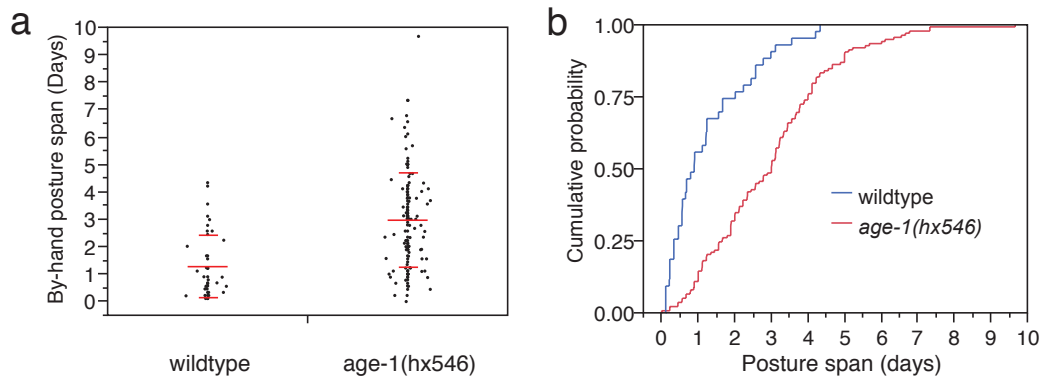 a
By-hand posture span (Days)
10
9
8
7
6
5
4
3
2
1
0
wildtype
age-1(hx546)
b
Cumulative probability
1.00
0.75
0.50
0.25
0.00
wildtype
age-1(hx546)
0 1 2 3 4 5 6 7 8 9 10
Posture span (days)